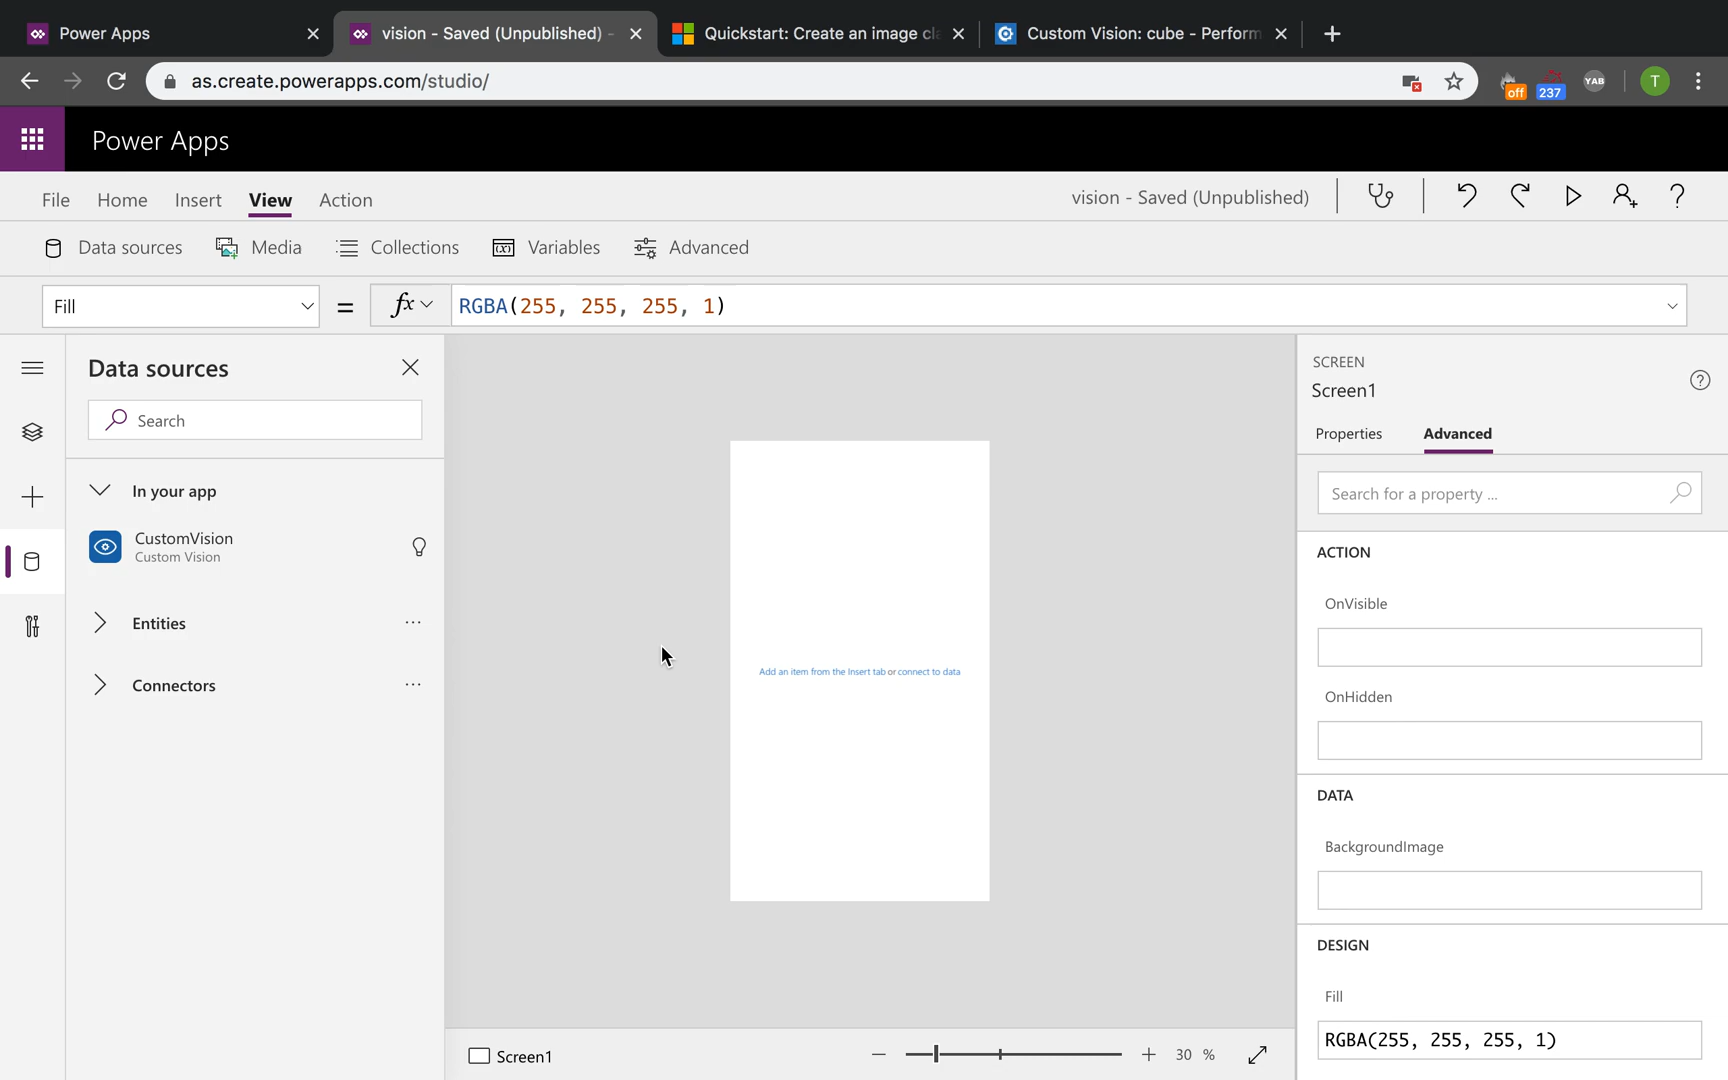 Power Apps
vision - Saved (Unpublished) -
Quickstart: Create an image cl
Custom Vision: cube - Perform
as.create.powerapps.com/studio/
off
237
YAB
T
Power Apps
File
Home
Insert
View
Action
vision - Saved (Unpublished)
Data sources
Media
Collections
Variables
Advanced
Fill
=
fx
RGBA(255, 255, 255, 1)
Data sources
Search
In your app
CustomVision
Custom Vision
Entities
Connectors
Add an item from the Insert tab or connect to data
Screen1
30 %
SCREEN
Screen1
Properties
Advanced
Search for a property ...
ACTION
OnVisible
OnHidden
DATA
BackgroundImage
DESIGN
Fill
RGBA(255, 255, 255, 1)